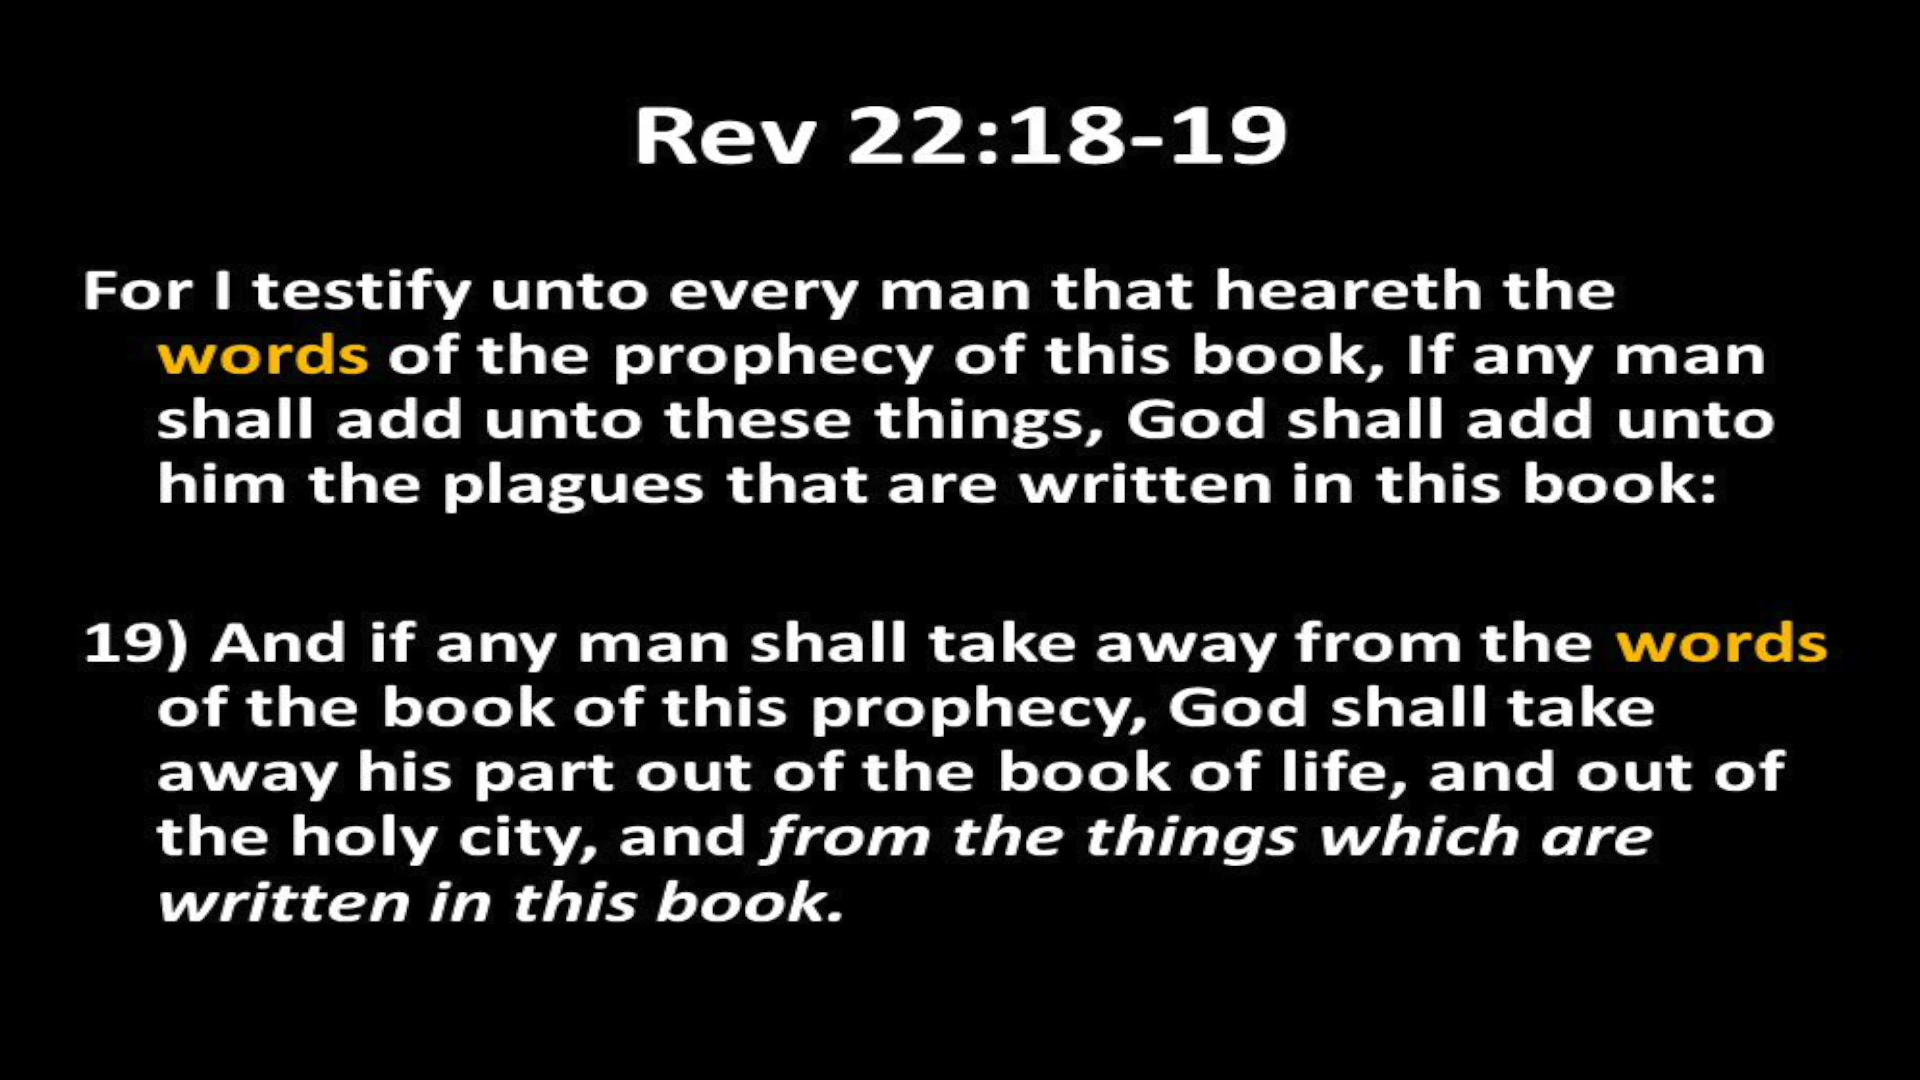 Rev 22:18-19
For I testify unto every man that heareth the
words of the prophecy of this book, If any man
shall add unto these things, God shall add unto
him the plagues that are written in this book:
19) And if any man shall take away from the words
of the book of this prophecy, God shall take
away his part out of the book of life, and out of
the holy city, and from the things which are
written in this book.